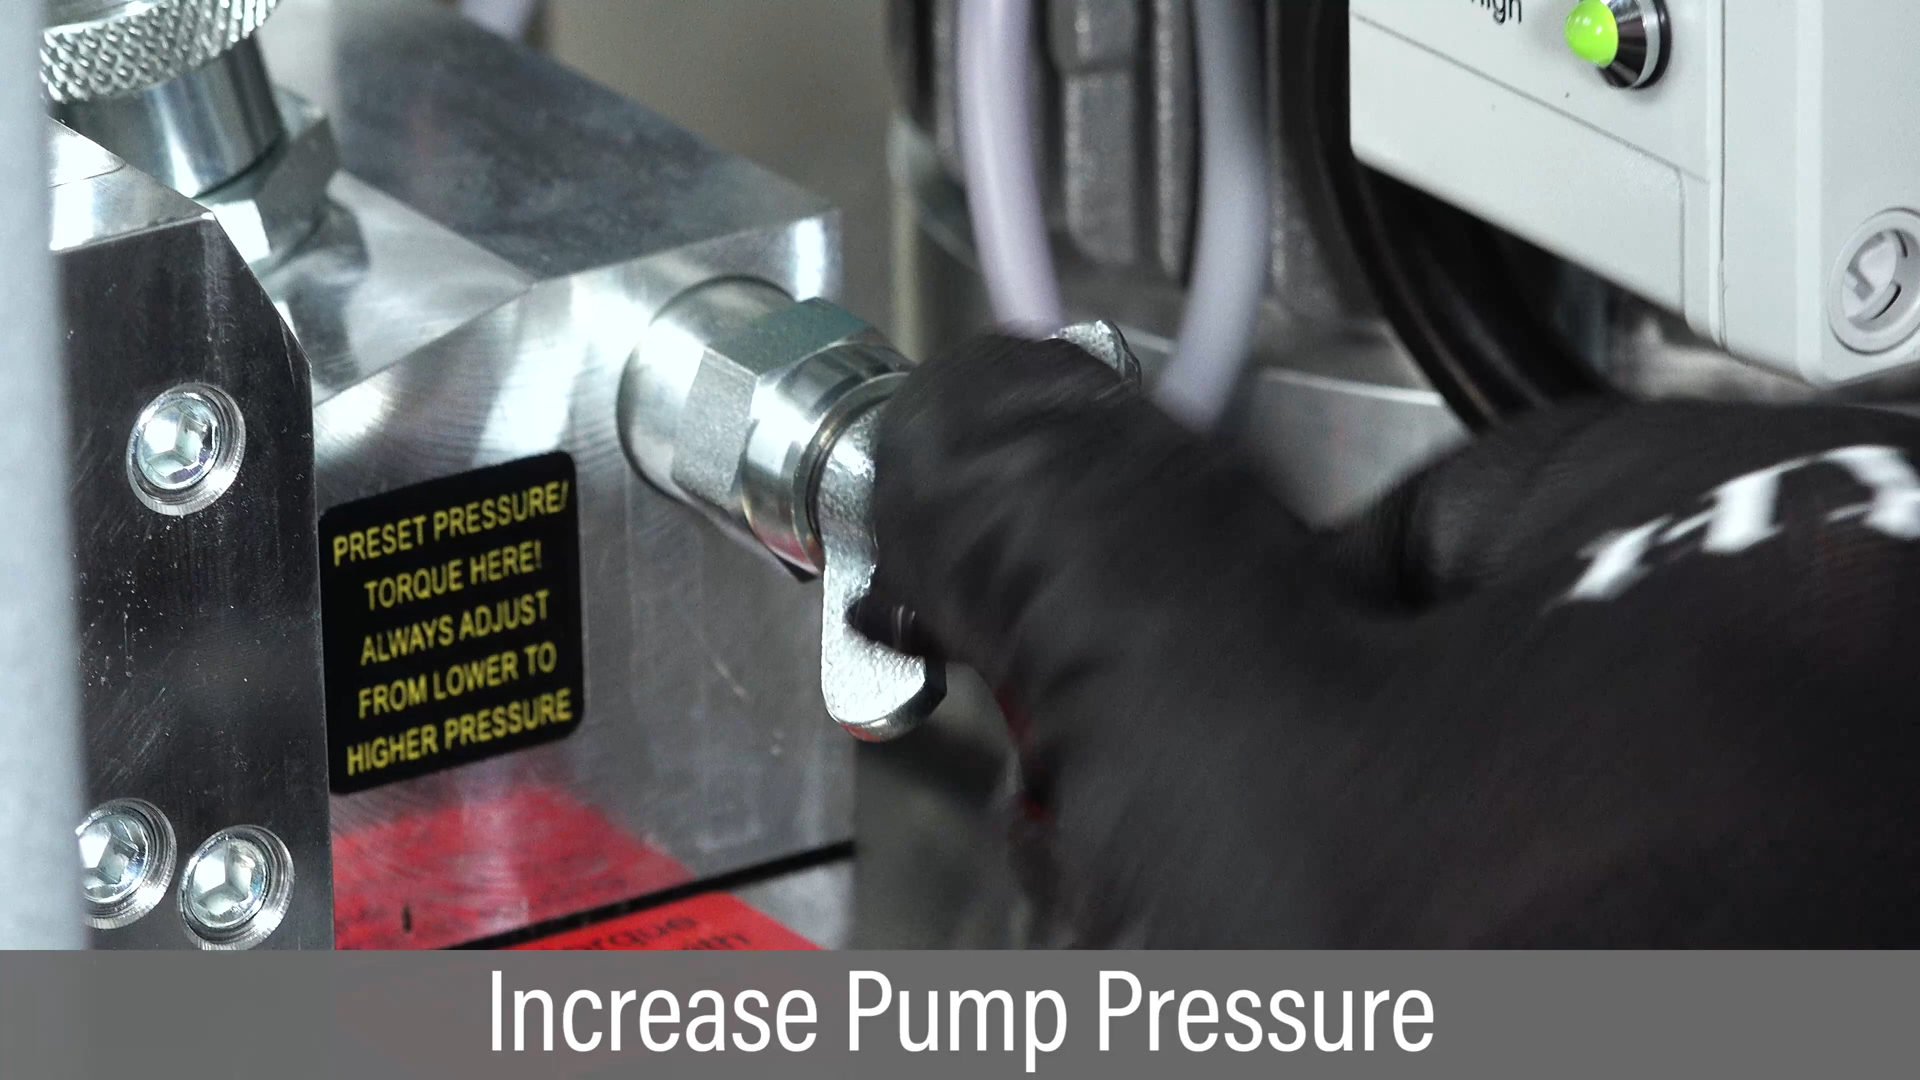 PRESET PRESSURE/
TORQUE HERE!
ALWAYS ADJUST
FROM LOWER TO
HIGHER PRESSURE
Increase Pump Pressure